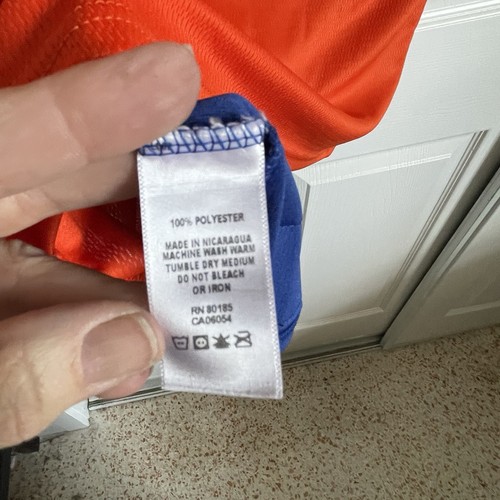 100% POLYESTER
MADE IN NICARAGUA
MACHINE WASH WARM
TUMBLE DRY MEDIUM
DO NOT BLEACH
OR IRON
RN 80185
CA06054